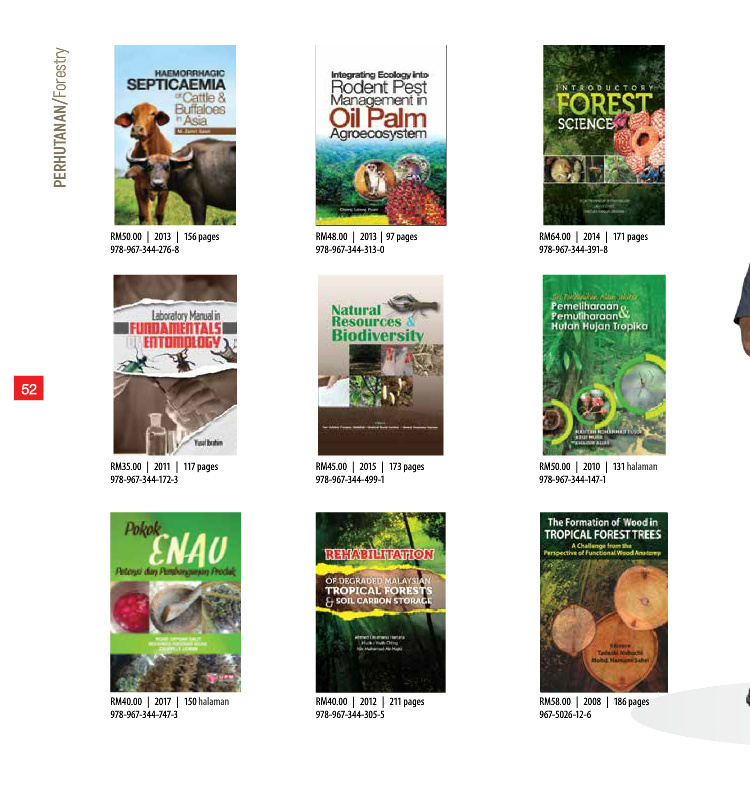 PERHUTANAN/Forestry
HAEMORRHAGIC
SEPTICAEMIA
of Cattle &
Buffaloes
in Asia
M. Zamri Saad
RM50.00 | 2013 | 156 pages
978-967-344-276-8
Integrating Ecology into
Rodent Pest
Management in
Oil Palm
Agroecosystem
RM48.00 | 2013 | 97 pages
978-967-344-313-0
INTRODUCTORY
FOREST
SCIENCE
RM64.00 | 2014 | 171 pages
978-967-344-391-8
Laboratory Manual in
FUNDAMENTALS
OF ENTOMOLOGY
Yusof Ibrahim
RM35.00 | 2011 | 117 pages
978-967-344-172-3
Natural
Resources &
Biodiversity
RM45.00 | 2015 | 173 pages
978-967-344-499-1
Pemeliharaan
& Pemuliharaan
Hutan Hujan Tropika
RM50.00 | 2010 | 131 halaman
978-967-344-147-1
52
Pokok
ENAU
Potensi dan Pembangunan Produk
RM40.00 | 2017 | 150 halaman
978-967-344-747-3
REHABILITATION
OF DEGRADED MALAYSIAN
TROPICAL FORESTS
& SOIL CARBON STORAGE
RM40.00 | 2012 | 211 pages
978-967-344-305-5
The Formation of Wood in
TROPICAL FOREST TREES
A Challenge from the
Perspective of Functional Wood Anatomy
Editors
Tadashi Nobuchi
Mohd. Hamami Sahri
RM58.00 | 2008 | 186 pages
967-5026-12-6